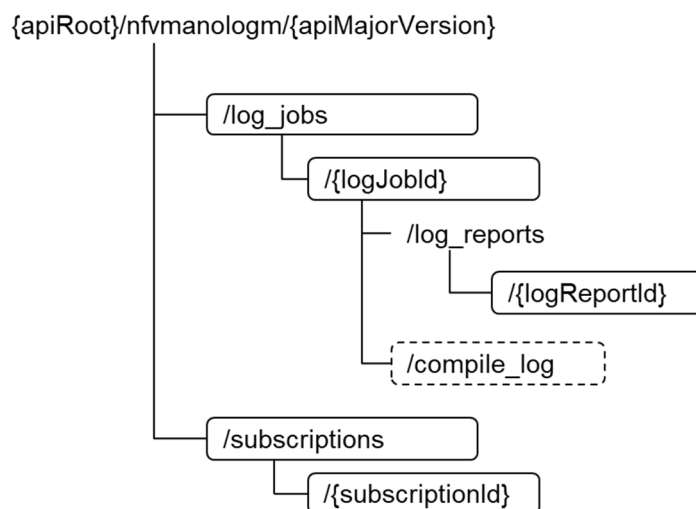 {apiRoot}/nfvmanologm/{apiMajorVersion}
/log_jobs
/{logJobId}
/log_reports
/{logReportId}
/compile_log
/subscriptions
/{subscriptionId}